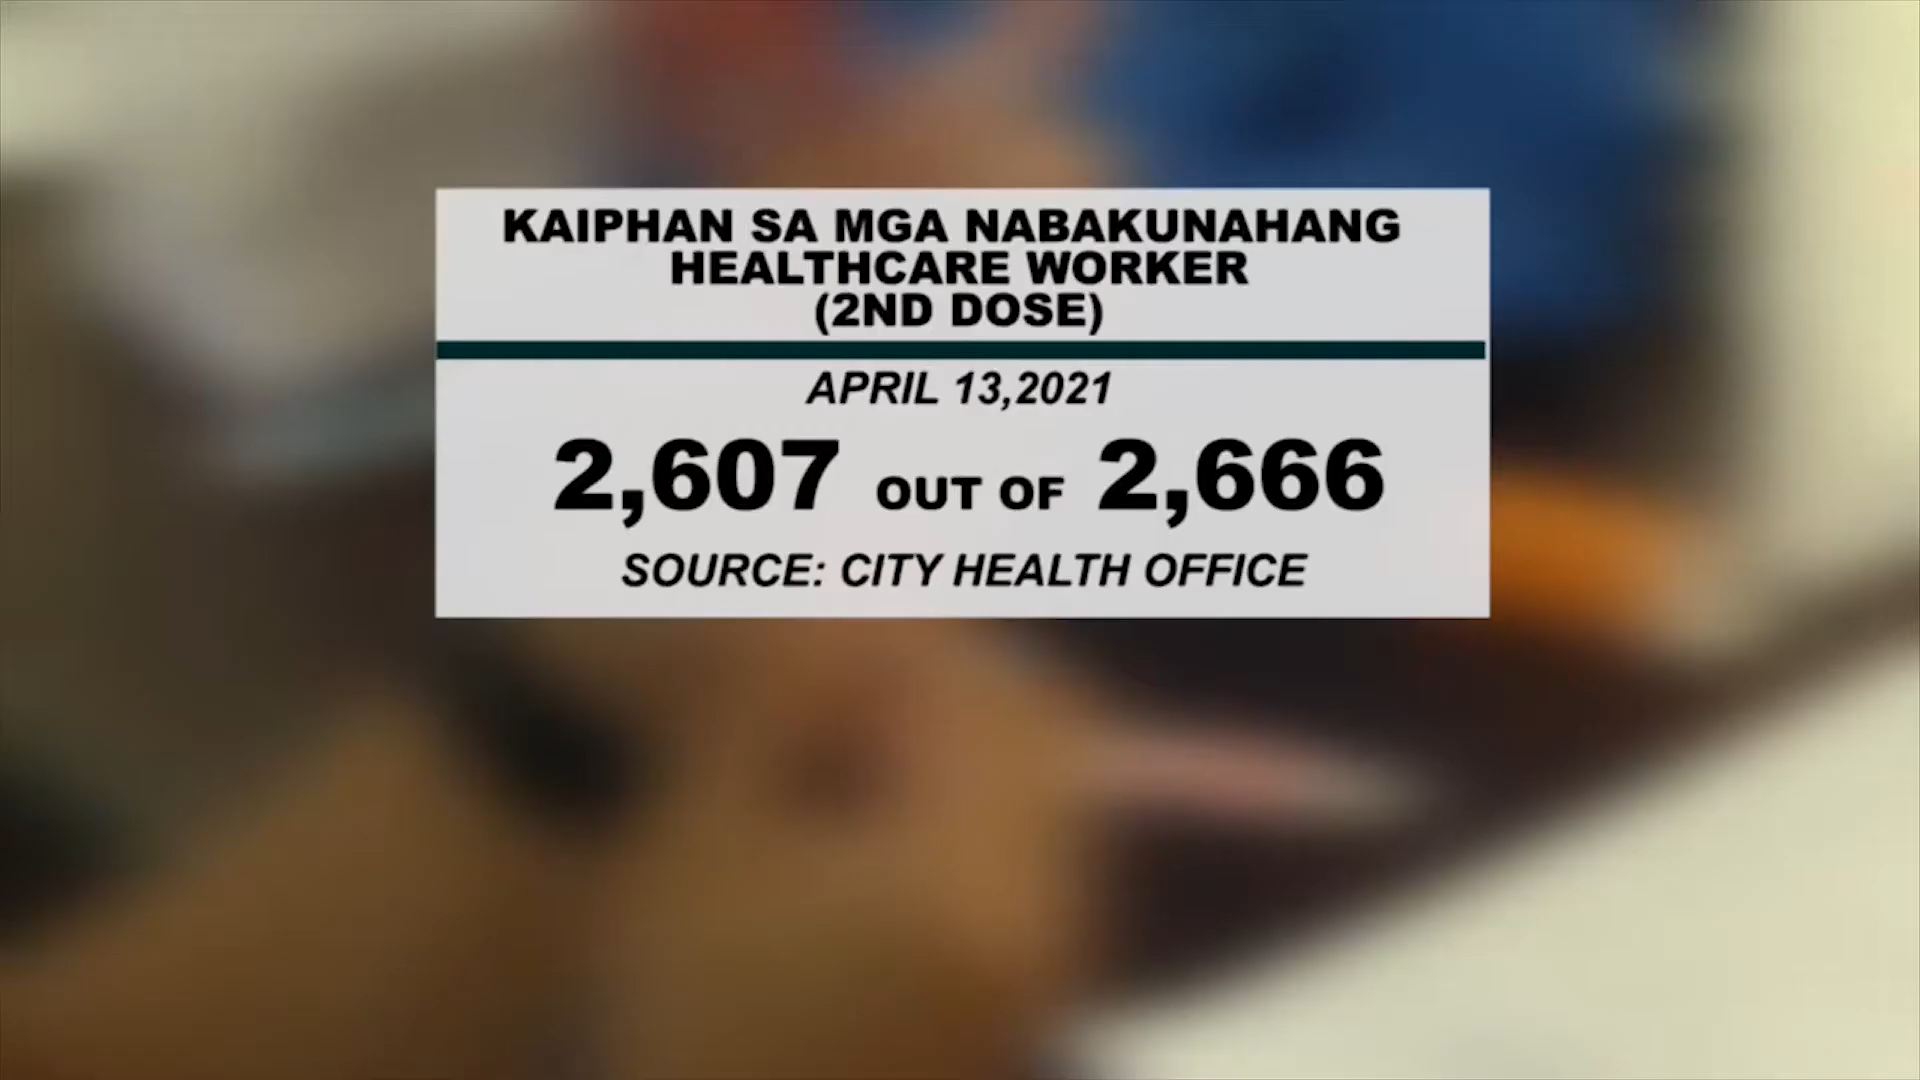 KAIPHAN SA MGA NABAKUNAHANG
HEALTHCARE WORKER
(2ND DOSE)
APRIL 13,2021
2,607 OUT OF 2,666
SOURCE: CITY HEALTH OFFICE